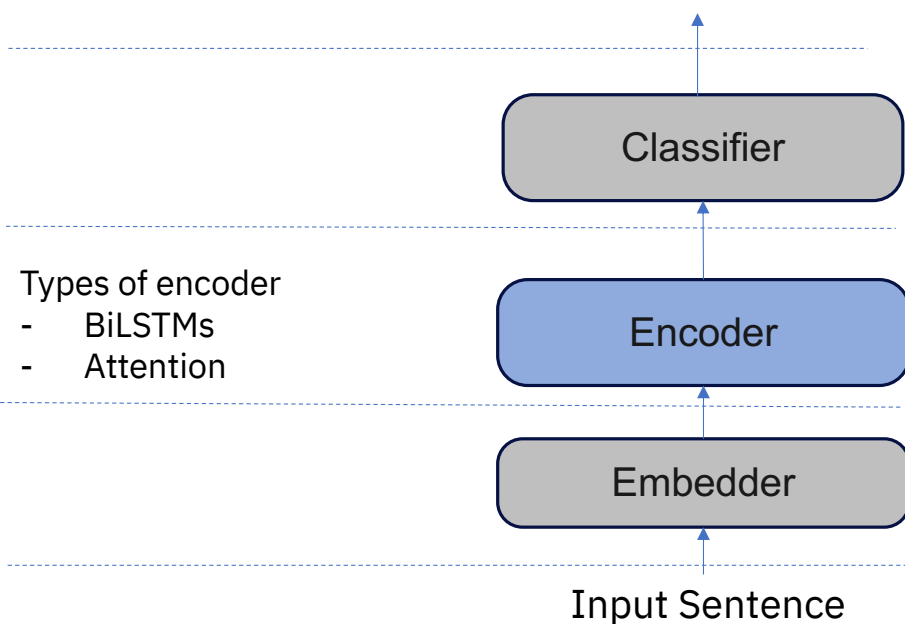 Classifier
Types of encoder
- BiLSTMs
- Attention
Encoder
Embedder
Input Sentence